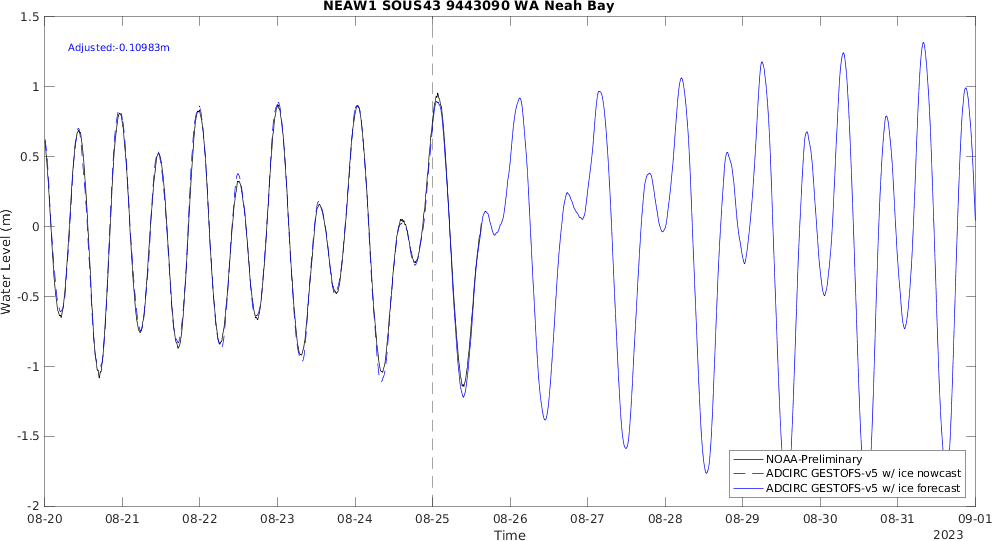 NEAW1 SOUS43 9443090 WA Neah Bay
Adjusted:-0.10983m
Water Level (m)
1.5
1
0.5
0
-0.5
-1
-1.5
-2
NOAA-Preliminary
ADCIRC GESTOFS-v5 w/ ice nowcast
ADCIRC GESTOFS-v5 w/ ice forecast
08-20 08-21 08-22 08-23 08-24 08-25 08-26 08-27 08-28 08-29 08-30 08-31 09-01
Time
2023